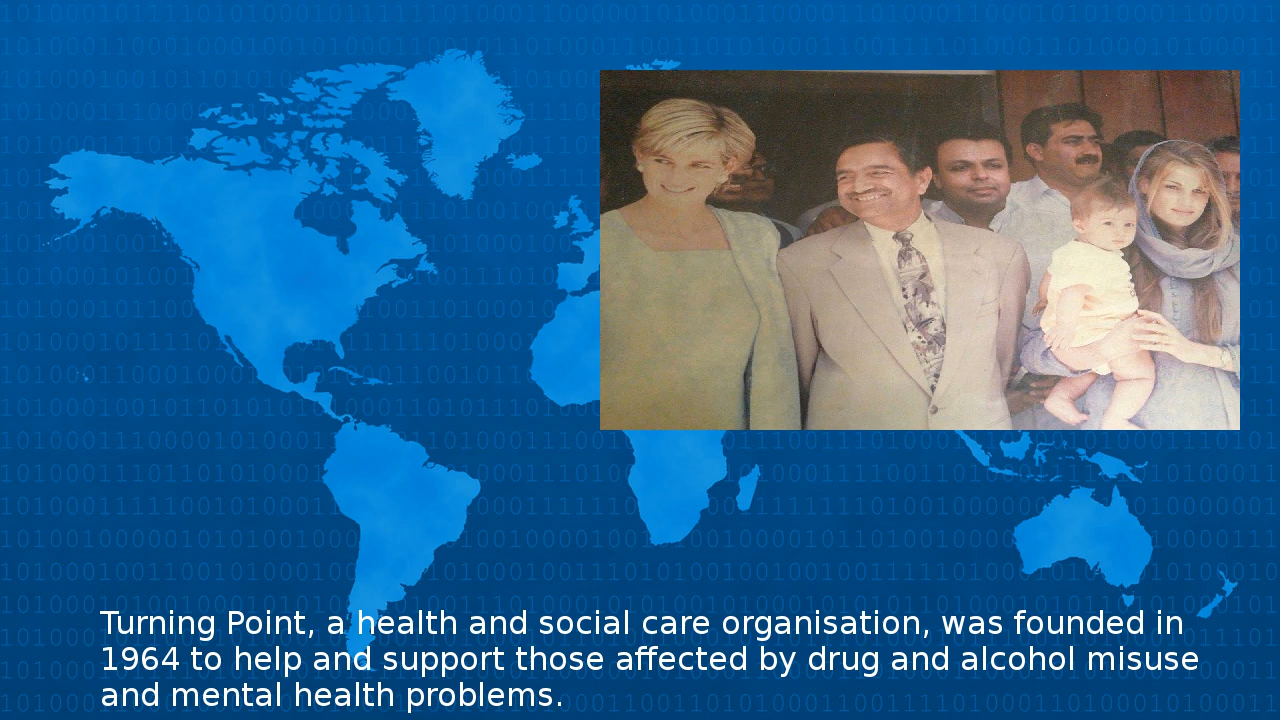 Turning Point, a health and social care organisation, was founded in
1964 to help and support those affected by drug and alcohol misuse
and mental health problems.